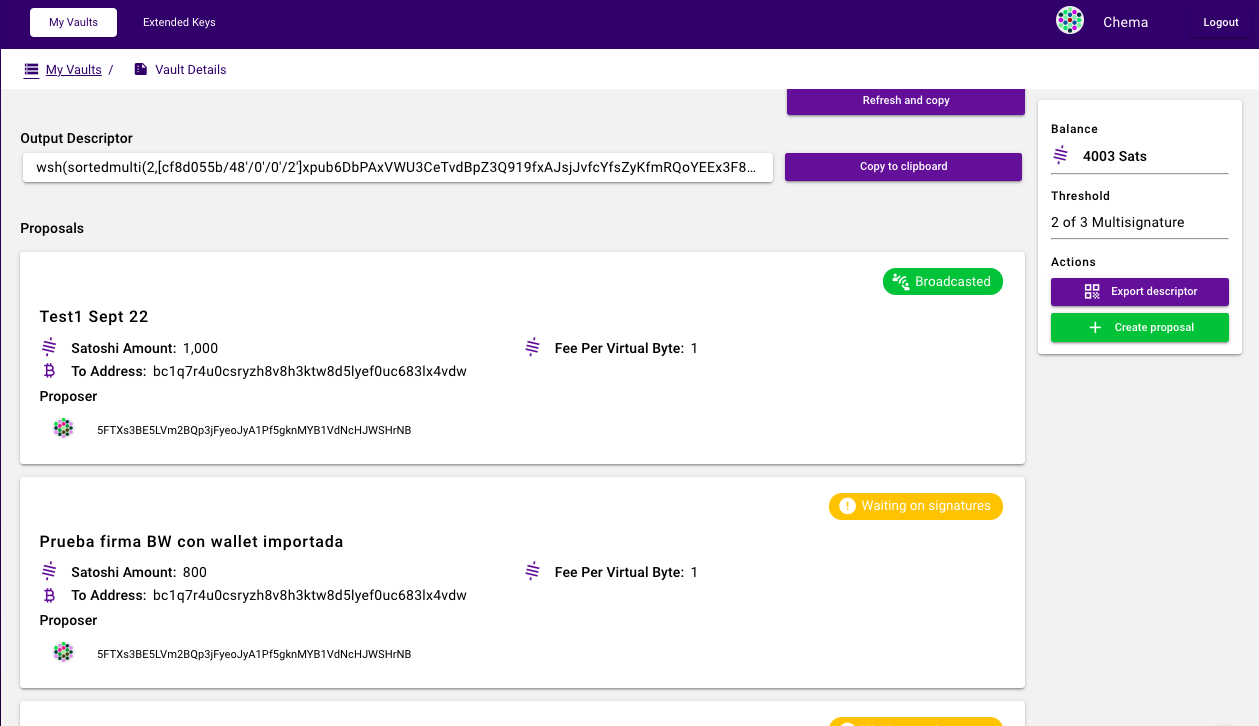 My Vaults
Extended Keys
Chema
Logout
My Vaults /
Vault Details
Refresh and copy
Output Descriptor
wsh(sortedmulti(2,[cf8d055b/48'/0'/0'/2']xpub6DbPAxVWU3CeTvdBpZ3Q919fxAJsjJvfcYfsZyKfmRQoYEEx3F8...
Copy to clipboard
Proposals
Broadcasted
Test1 Sept 22
Satoshi Amount: 1,000
Fee Per Virtual Byte: 1
To Address: bc1q7r4u0csryzh8v8h3ktw8d5lyef0uc683lx4vdw
Proposer
5FTXs3BE5LVm2BQp3jFyeoJyA1Pf5gknMYB1VdNcHJWSHrNB
Waiting on signatures
Prueba firma BW con wallet importada
Satoshi Amount: 800
Fee Per Virtual Byte: 1
To Address: bc1q7r4u0csryzh8v8h3ktw8d5lyef0uc683lx4vdw
Proposer
5FTXs3BE5LVm2BQp3jFyeoJyA1Pf5gknMYB1VdNcHJWSHrNB
Balance
4003 Sats
Threshold
2 of 3 Multisignature
Actions
Export descriptor
Create proposal